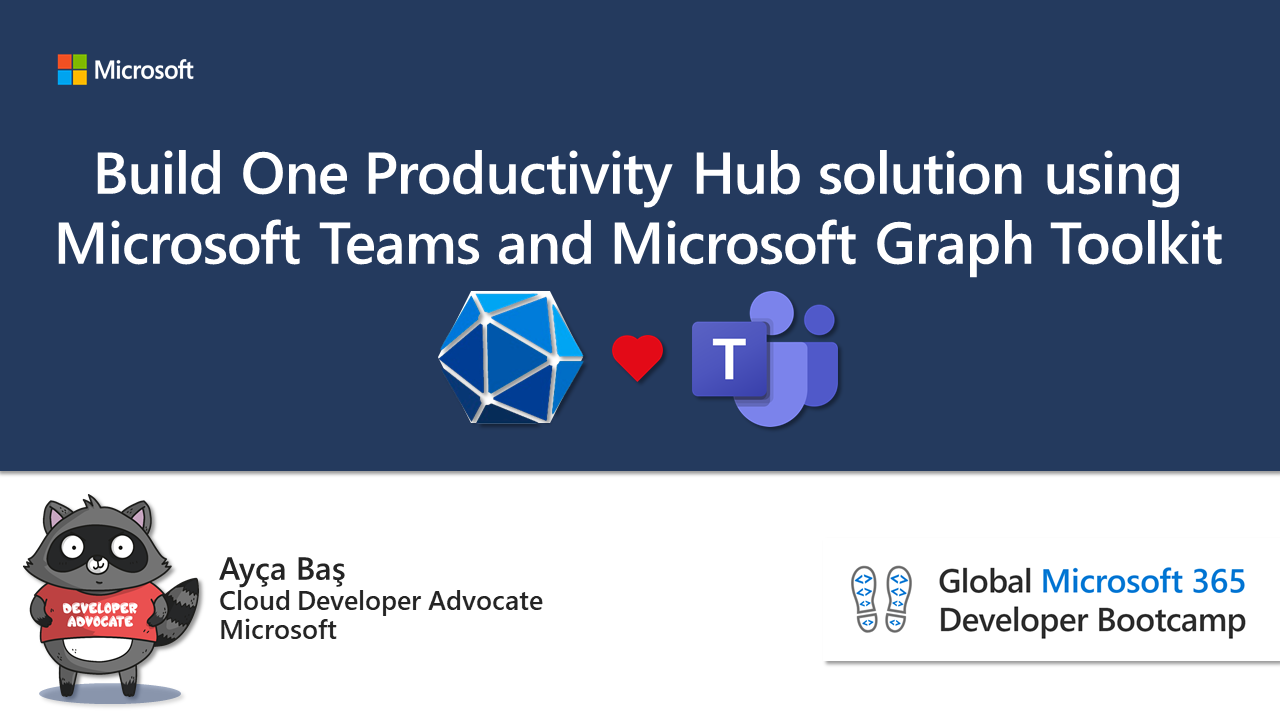 Microsoft
Build One Productivity Hub solution using
Microsoft Teams and Microsoft Graph Toolkit
T
DEVELOPER
ADVOCATE
Ayça Baş
Cloud Developer Advocate
Microsoft
Global Microsoft 365
Developer Bootcamp